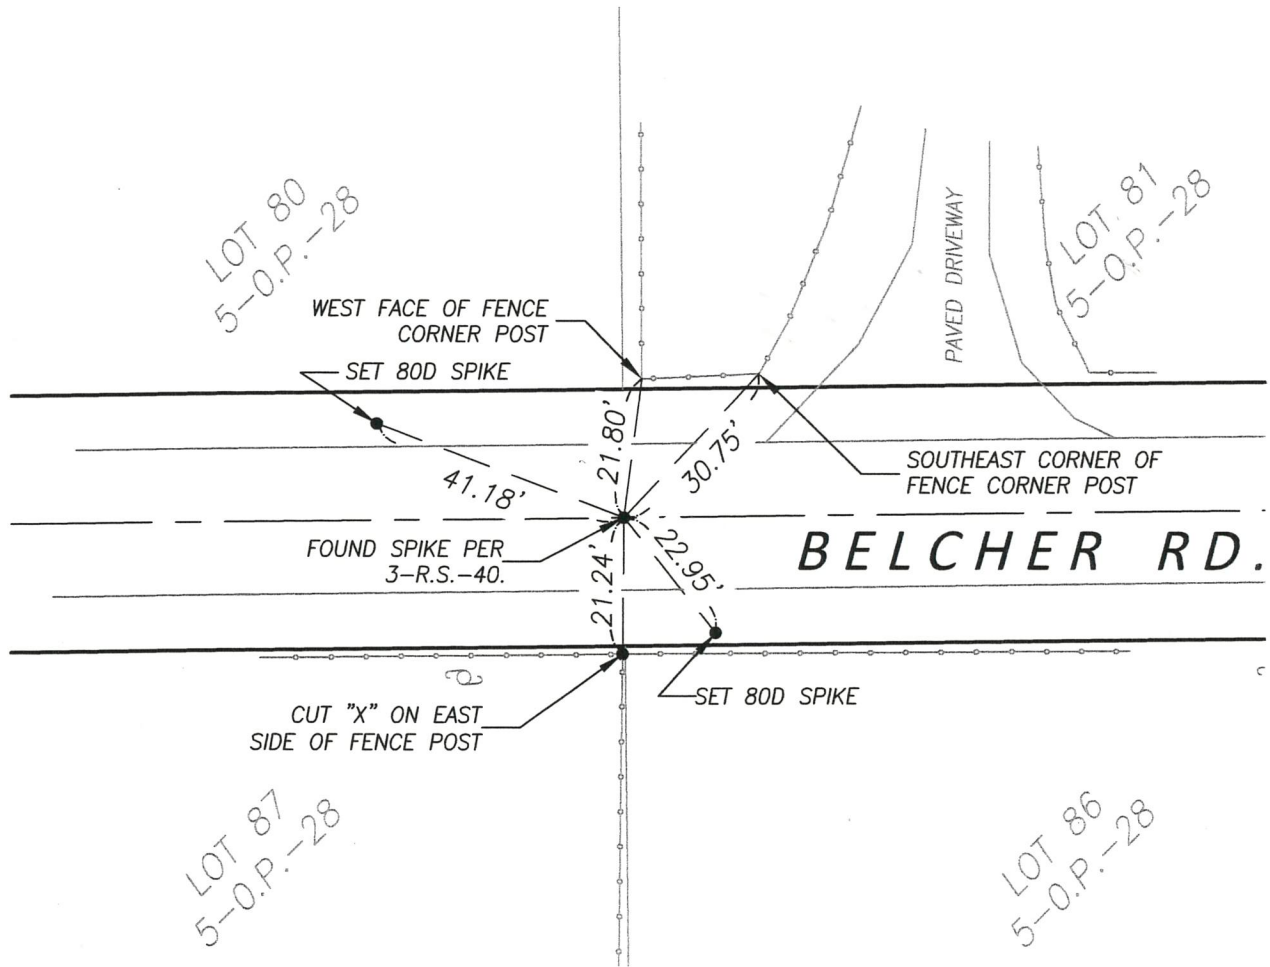 LOT 80
5-O.P.-28
LOT 81
5-O.P.-28
PAVED DRIVEWAY
WEST FACE OF FENCE
CORNER POST
SET 80D SPIKE
21.80'
30.75'
41.18'
SOUTHEAST CORNER OF
FENCE CORNER POST
FOUND SPIKE PER
3-R.S.-40.
21.24'
22.95'
BELCHER RD.
SET 80D SPIKE
CUT "X" ON EAST
SIDE OF FENCE POST
LOT 87
5-O.P.-28
LOT 86
5-O.P.-28